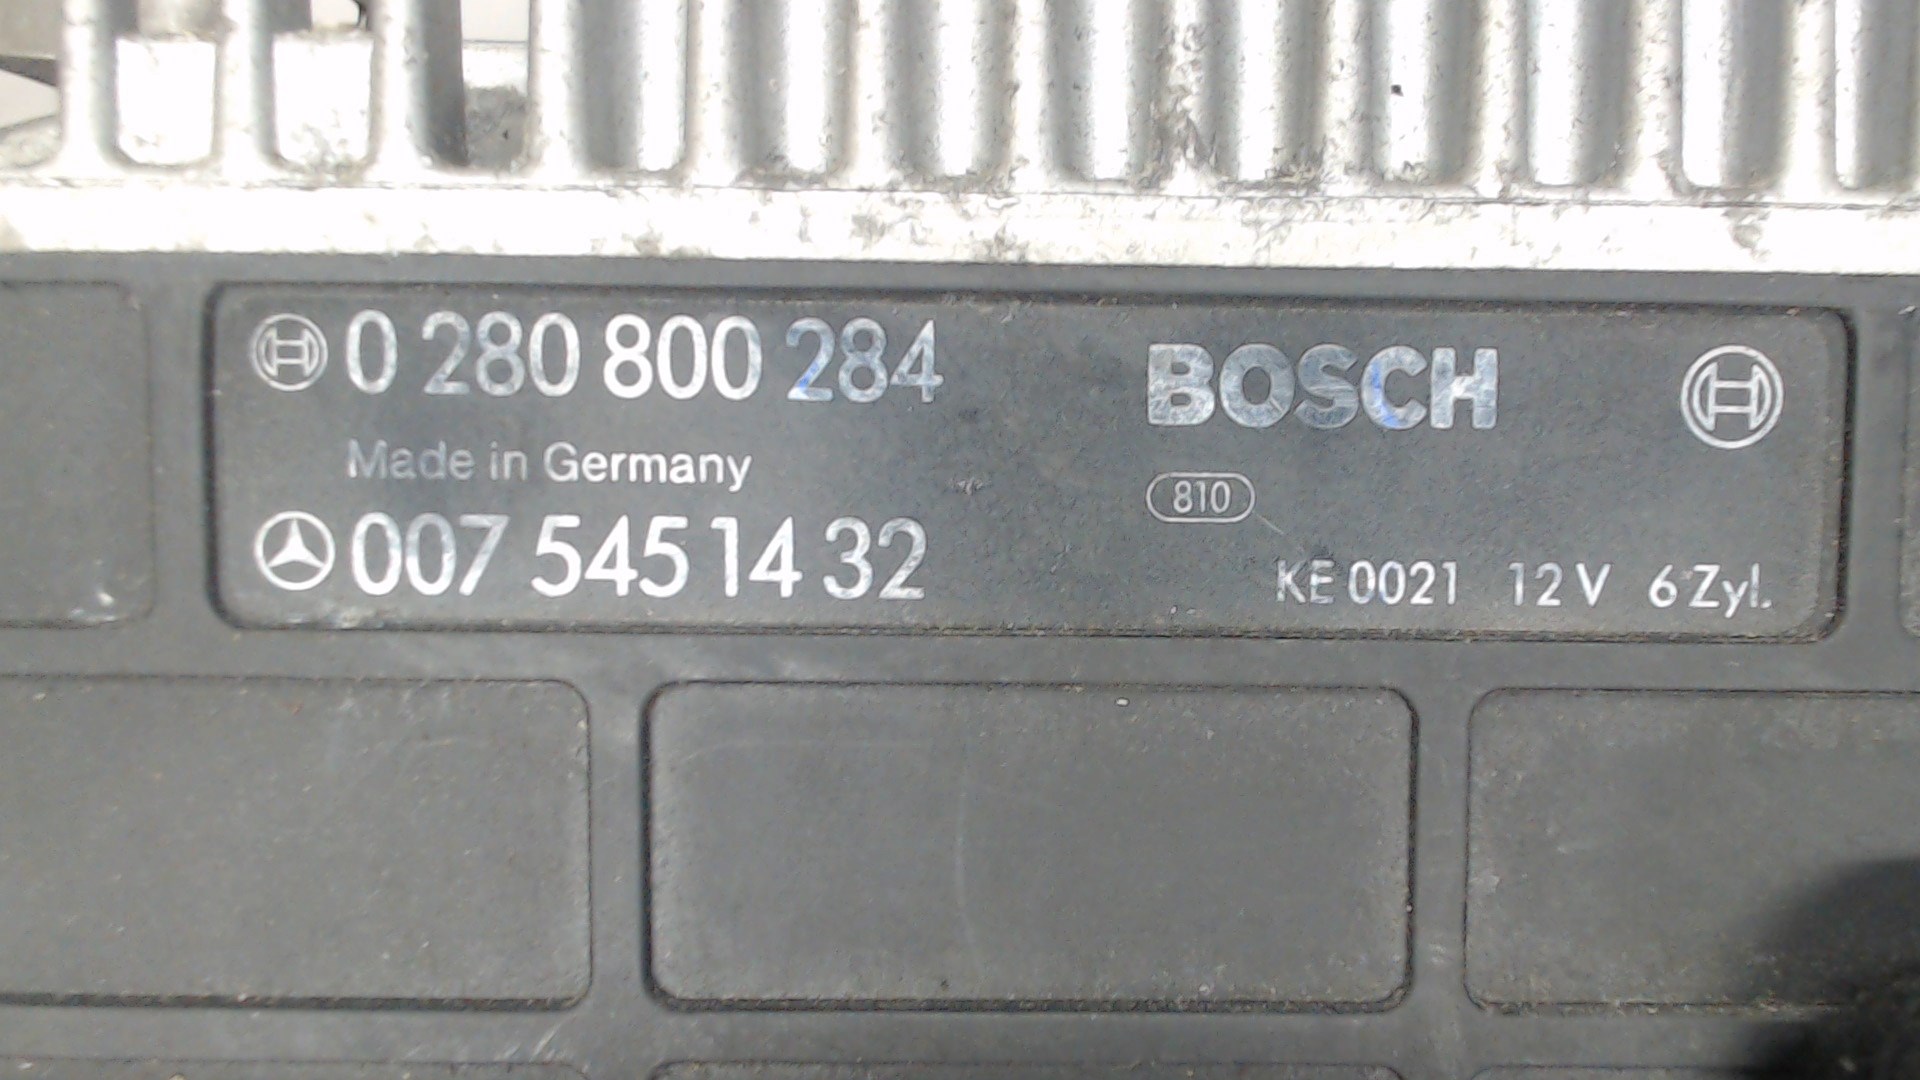 0 280 800 284
BOSCH
Made in Germany
810
007 545 14 32
KE 0021 12 V 6 Zyl.